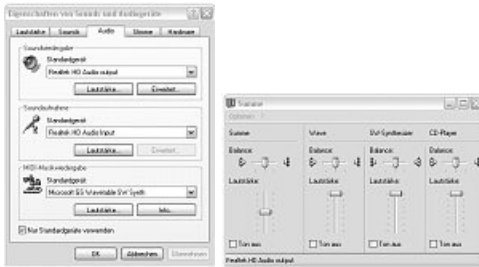 Eigenschaften von Sounds und Audiogeräte
Lautstärke Sounds Audio Stimme Hardware
Soundwiedergabe
Standardgerät:
Realtek HD Audio output
Lautstärke... Erweitert...
Soundaufnahme
Standardgerät:
Realtek HD Audio Input
Lautstärke... Erweitert...
MIDI-Musikwiedergabe
Standardgerät:
Microsoft GS Wavetable SW Synth
Lautstärke... Info...
Nur Standardgeräte verwenden
OK Abbrechen Übernehmen
Summe
Optionen ?
Summe Wave SW-Synthesizer CD-Player
Balance: Balance: Balance: Balance:
Lautstärke: Lautstärke: Lautstärke: Lautstärke:
Ton aus Ton aus Ton aus Ton aus
Realtek HD Audio output